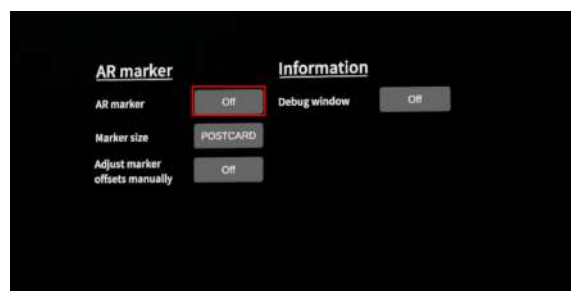 AR marker
AR marker Off
Marker size POSTCARD
Adjust marker
offsets manually Off
Information
Debug window Off